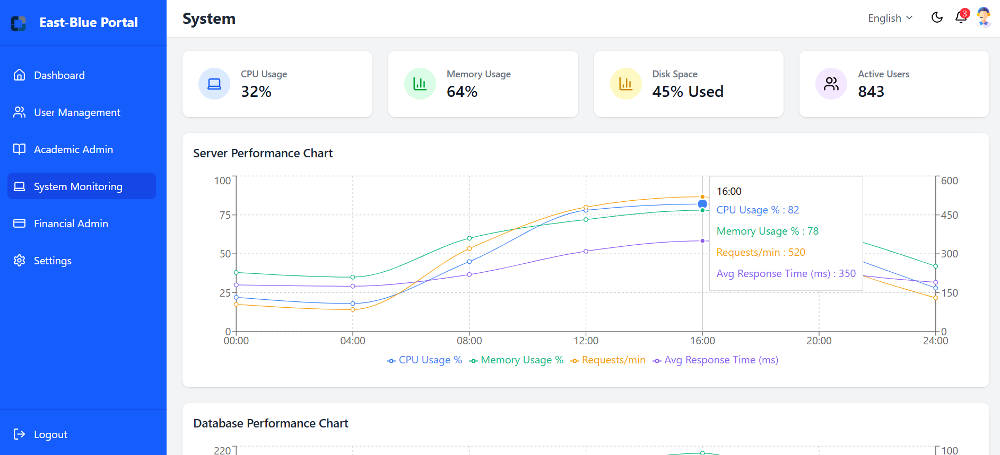 East-Blue Portal
Dashboard
User Management
Academic Admin
System Monitoring
Financial Admin
Settings
Logout
System
English
3
CPU Usage
32%
Memory Usage
64%
Disk Space
45% Used
Active Users
843
Server Performance Chart
100
75
50
25
0
600
450
300
150
0
00:00
04:00
08:00
12:00
16:00
20:00
24:00
16:00
CPU Usage % : 82
Memory Usage % : 78
Requests/min : 520
Avg Response Time (ms) : 350
CPU Usage %
Memory Usage %
Requests/min
Avg Response Time (ms)
Database Performance Chart
220
100